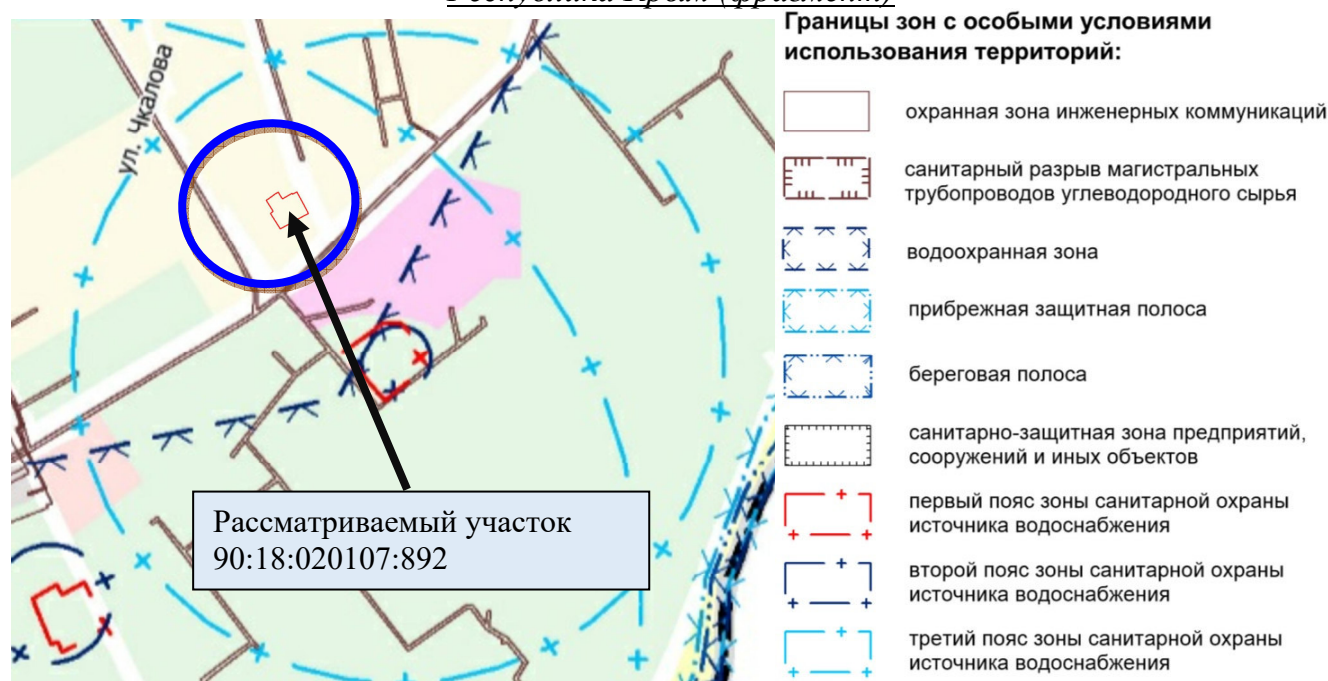 Республика Крым (фрагмент)
Границы зон с особыми условиями
использования территорий:
ул. Чкалова
охранная зона инженерных коммуникаций
санитарный разрыв магистральных
трубопроводов углеводородного сырья
водоохранная зона
прибрежная защитная полоса
береговая полоса
санитарно-защитная зона предприятий,
сооружений и иных объектов
первый пояс зоны санитарной охраны
источника водоснабжения
второй пояс зоны санитарной охраны
источника водоснабжения
третий пояс зоны санитарной охраны
источника водоснабжения
Рассматриваемый участок
90:18:020107:892